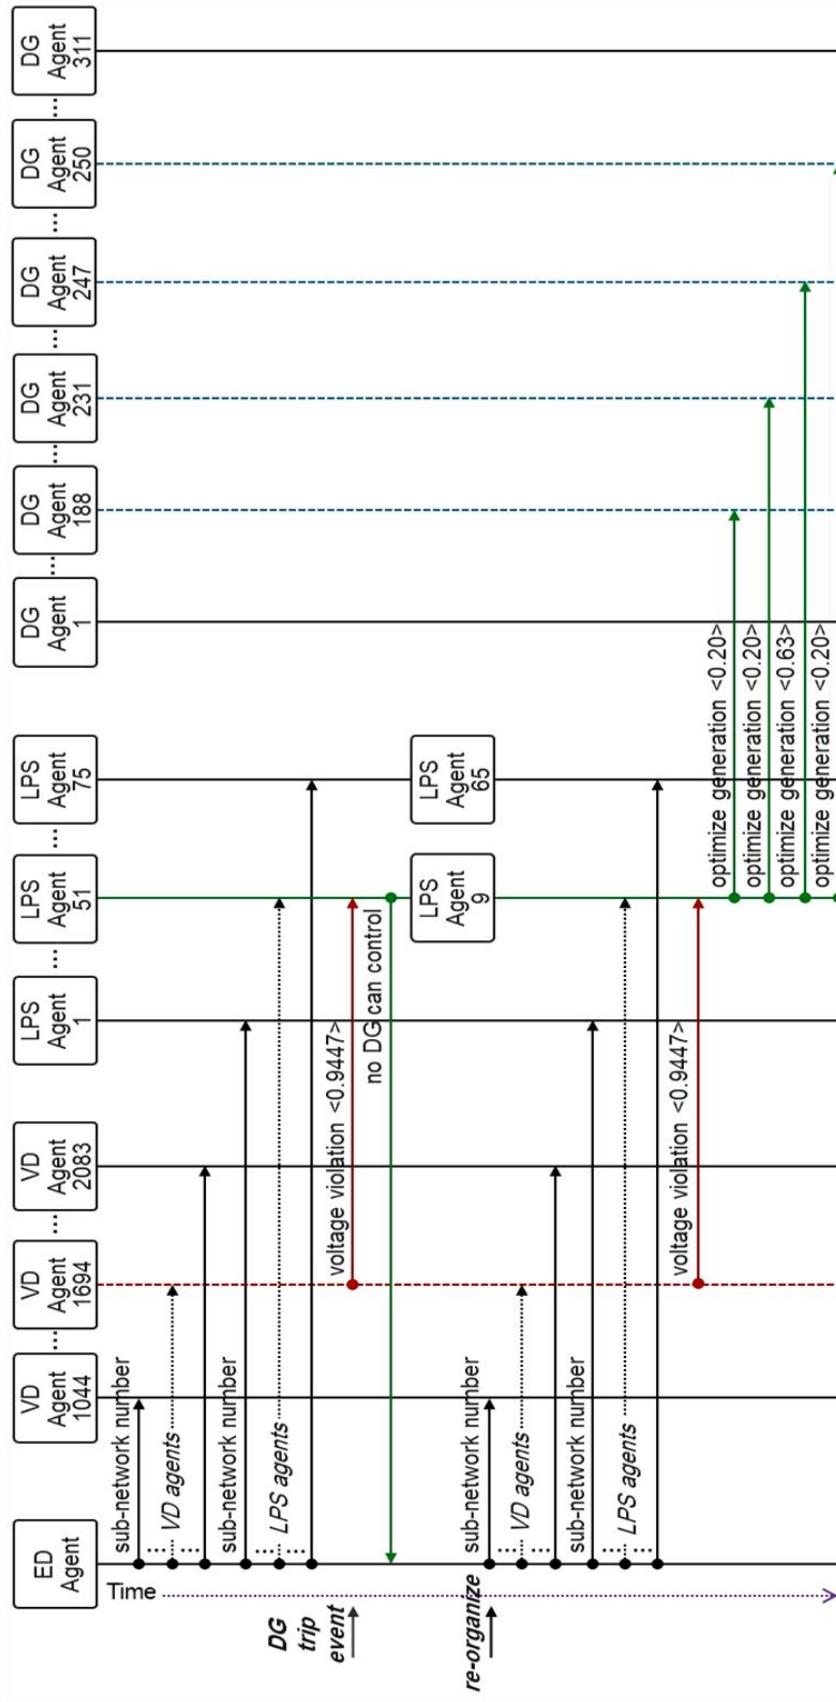 ED
Agent
VD
Agent
1044
...
VD
Agent
1694
...
VD
Agent
2083
LPS
Agent
1
...
LPS
Agent
51
...
LPS
Agent
75
DG
Agent
1
...
DG
Agent
188
...
DG
Agent
231
...
DG
Agent
247
...
DG
Agent
250
...
DG
Agent
311
Time
sub-network number
VD agents
sub-network number
LPS agents
DG
trip
event
voltage violation <0.9447>
no DG can control
LPS
Agent
9
LPS
Agent
65
re-organize
sub-network number
VD agents
sub-network number
LPS agents
voltage violation <0.9447>
optimize generation <0.20>
optimize generation <0.20>
optimize generation <0.63>
optimize generation <0.20>